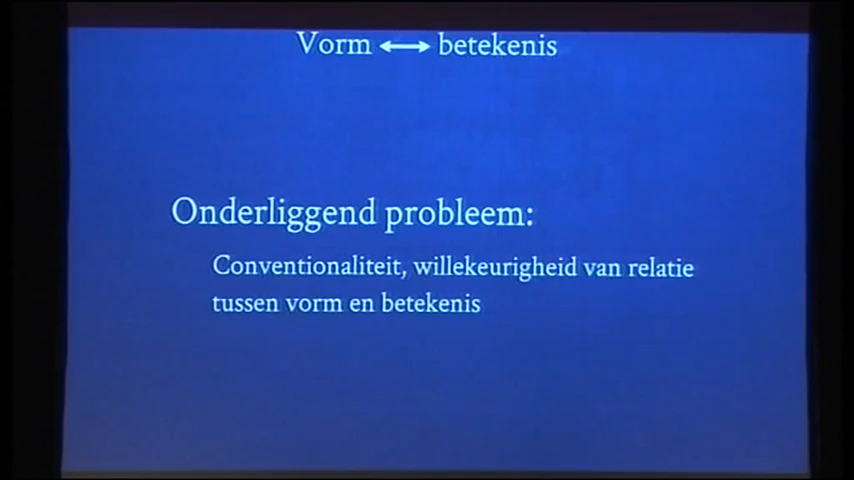 Vorm ⟷ betekenis
Onderliggend probleem:
Conventionaliteit, willekeurigheid van relatie
tussen vorm en betekenis